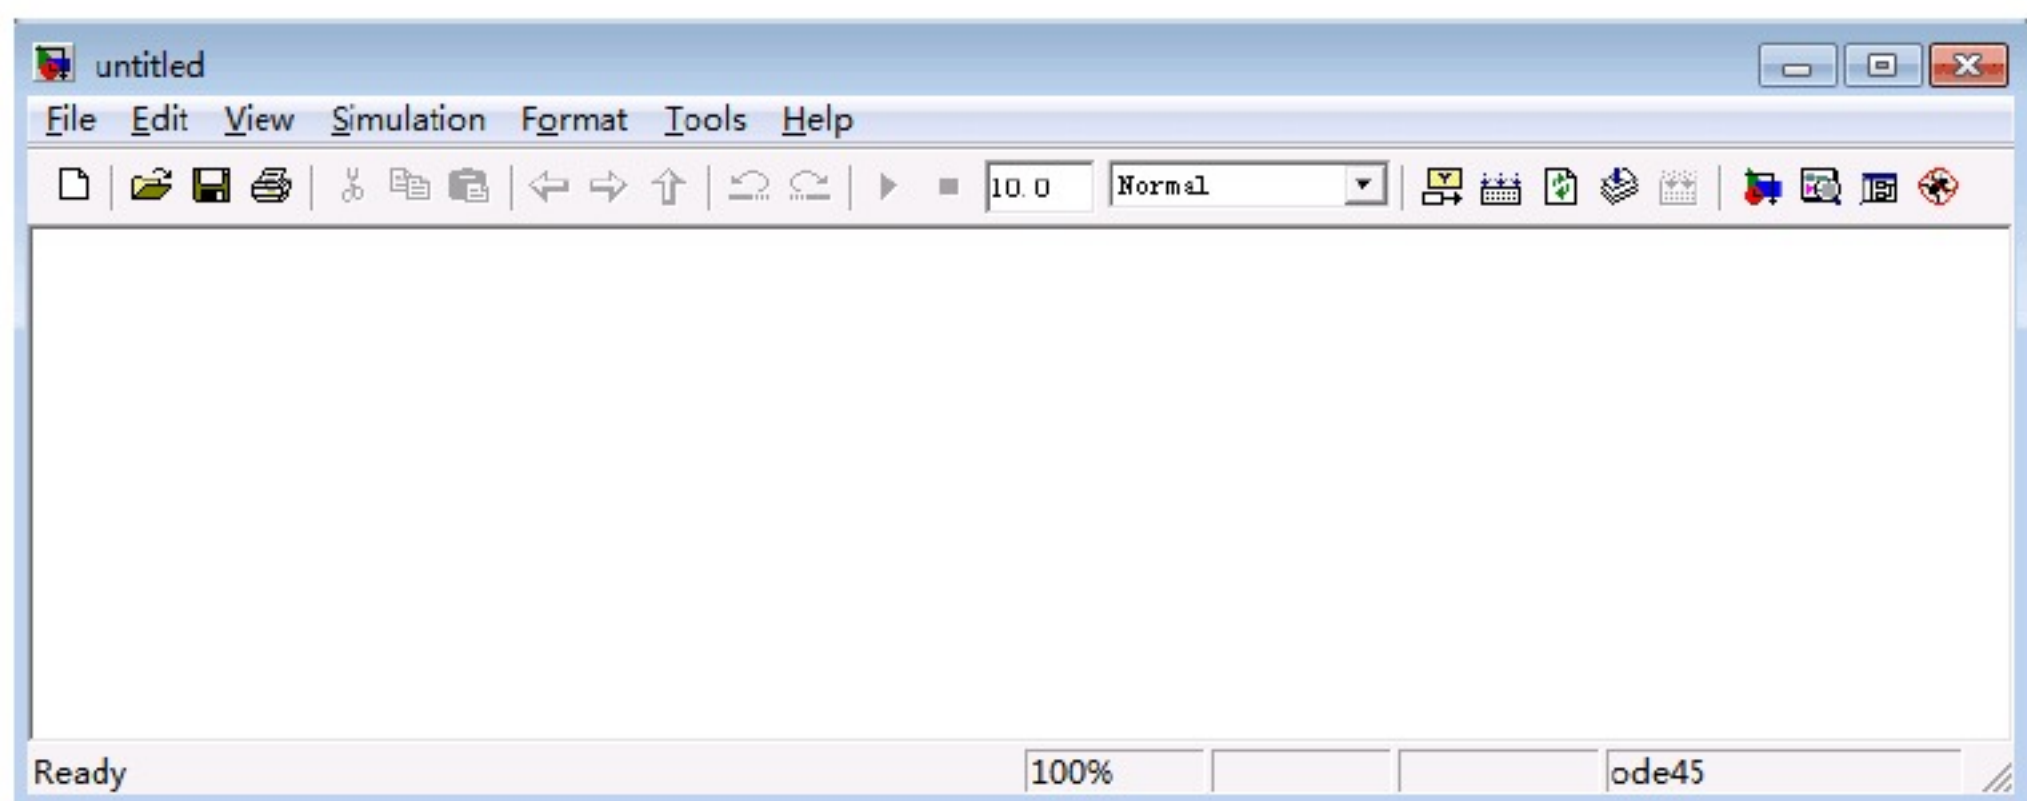 untitled
File Edit View Simulation Format Tools Help
10.0 Normal
Ready 100% ode45